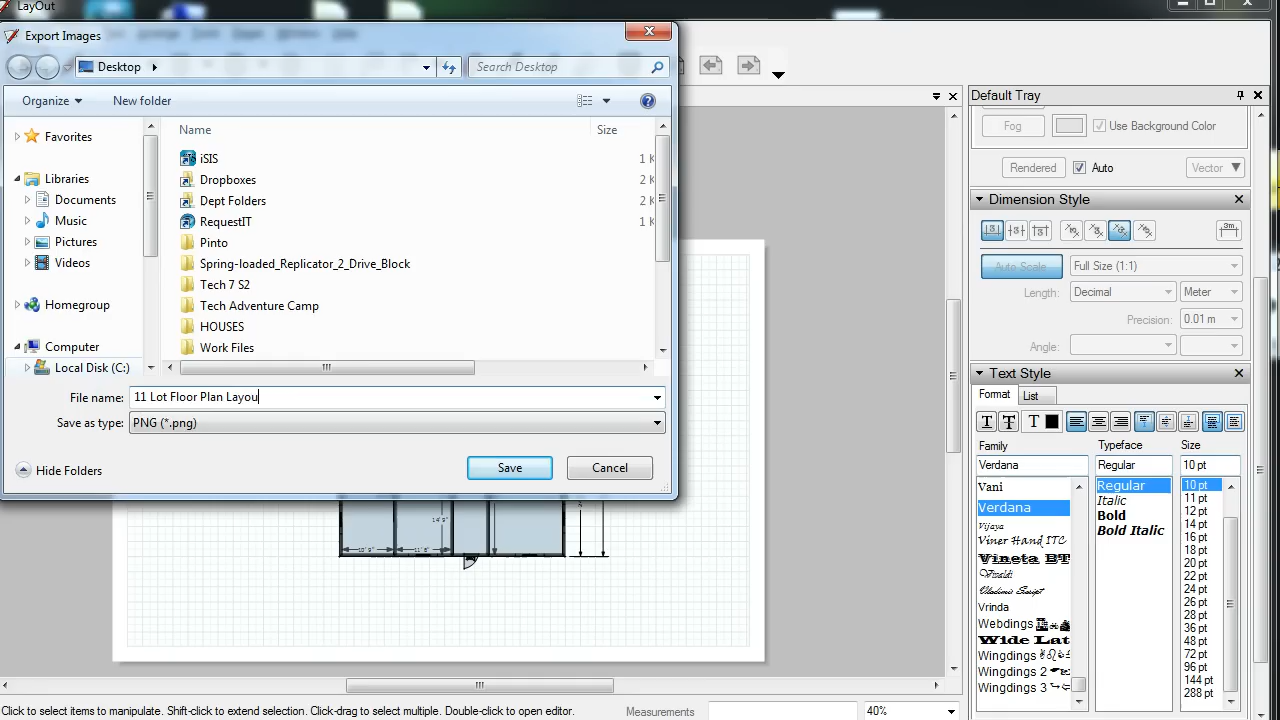 LayOut
Export Images
Desktop
Search Desktop
Organize
New folder
Name
Size
Favorites
Libraries
Documents
Music
Pictures
Videos
Homegroup
Computer
Local Disk (C:)
iSIS
1 K
Dropboxes
2 K
Dept Folders
2 K
RequestIT
1 K
Pinto
Spring-loaded_Replicator_2_Drive_Block
Tech 7 S2
Tech Adventure Camp
HOUSES
Work Files
File name:
11 Lot Floor Plan Layou
Save as type:
PNG (*.png)
Hide Folders
Save
Cancel
Default Tray
Fog
Use Background Color
Rendered
Auto
Vector
Dimension Style
3m
Auto Scale
Full Size (1:1)
Length:
Decimal
Meter
Precision:
0.01 m
Angle:
Text Style
Format
List
Family
Typeface
Size
Verdana
Regular
10 pt
Vani
Verdana
Vijaya
Viner Hand ITC
Vineta BT
Vivaldi
Vladimir Script
Vrinda
Webdings
Wide Lat
Wingdings
Wingdings 2
Wingdings 3
Regular
Italic
Bold
Bold Italic
10 pt
11 pt
12 pt
14 pt
16 pt
18 pt
20 pt
22 pt
24 pt
26 pt
28 pt
36 pt
48 pt
72 pt
96 pt
144 pt
288 pt
Click to select items to manipulate. Shift-click to extend selection. Click-drag to select multiple. Double-click to open editor.
Measurements
40%